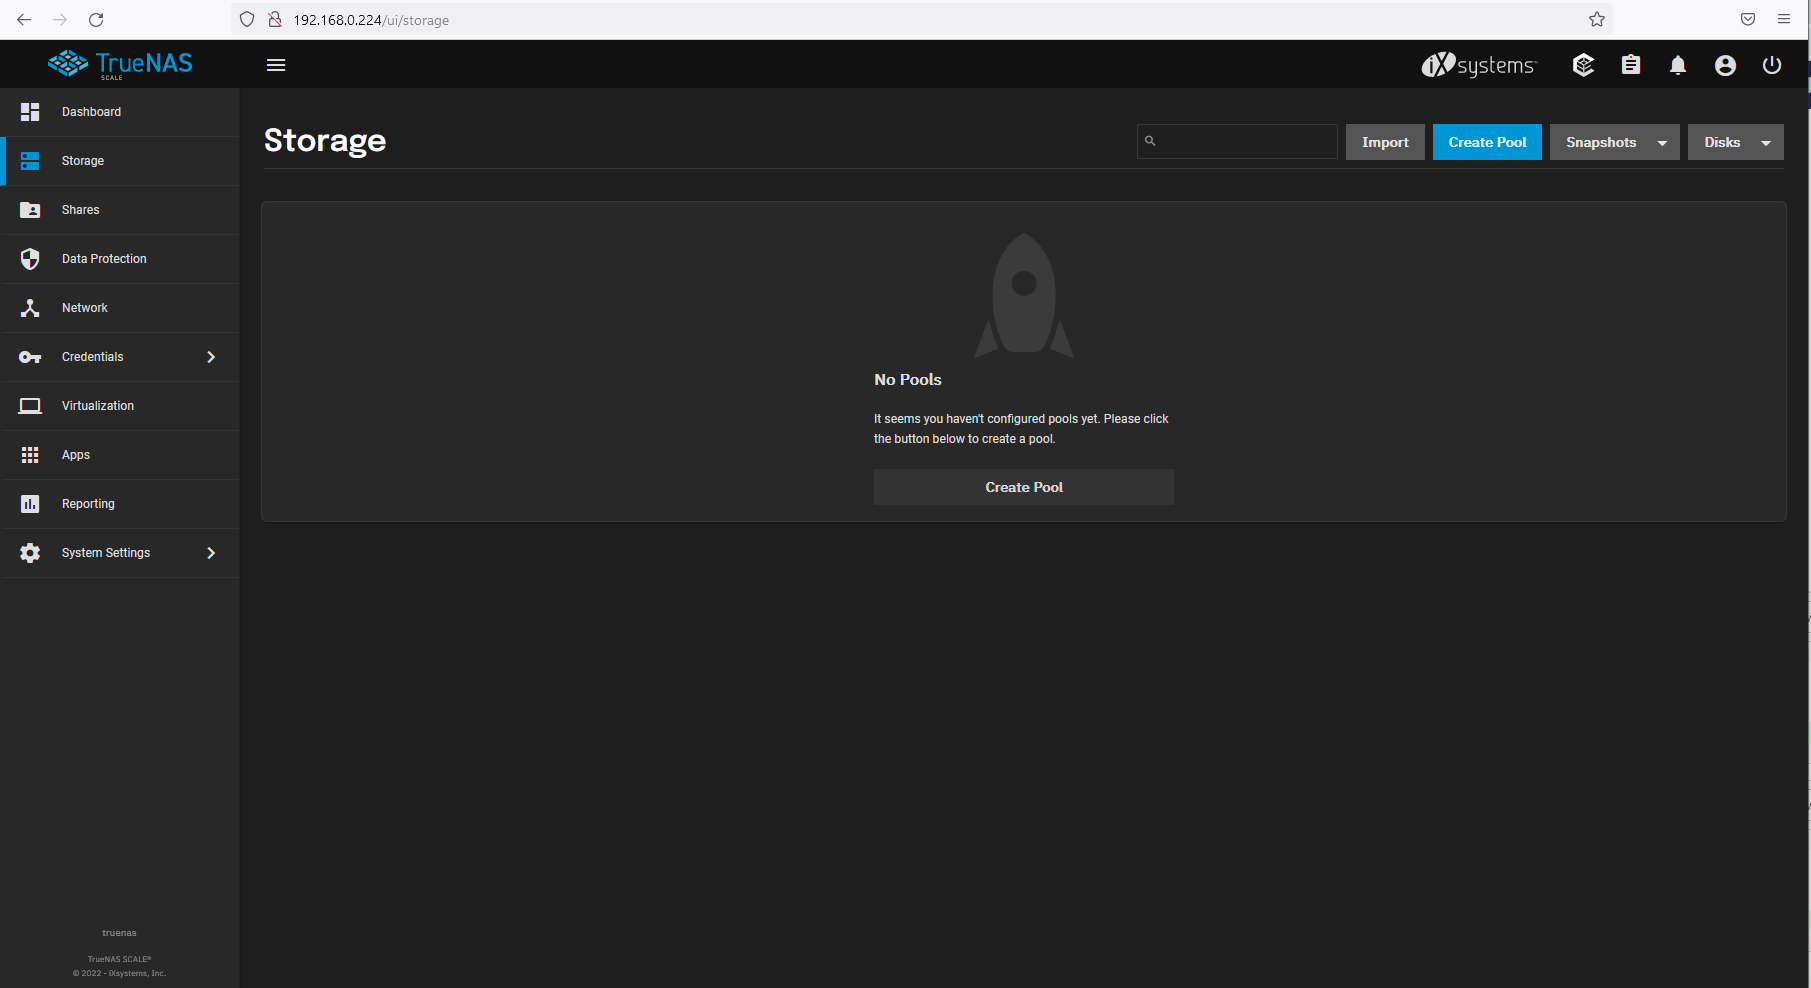 192.168.0.224/ui/storage
TrueNAS
SCALE
iXsystems
Dashboard
Storage
Shares
Data Protection
Network
Credentials
Virtualization
Apps
Reporting
System Settings
truenas
TrueNAS SCALE®
© 2022 - iXsystems, Inc.
Storage
Import
Create Pool
Snapshots
Disks
No Pools
It seems you haven't configured pools yet. Please click
the button below to create a pool.
Create Pool